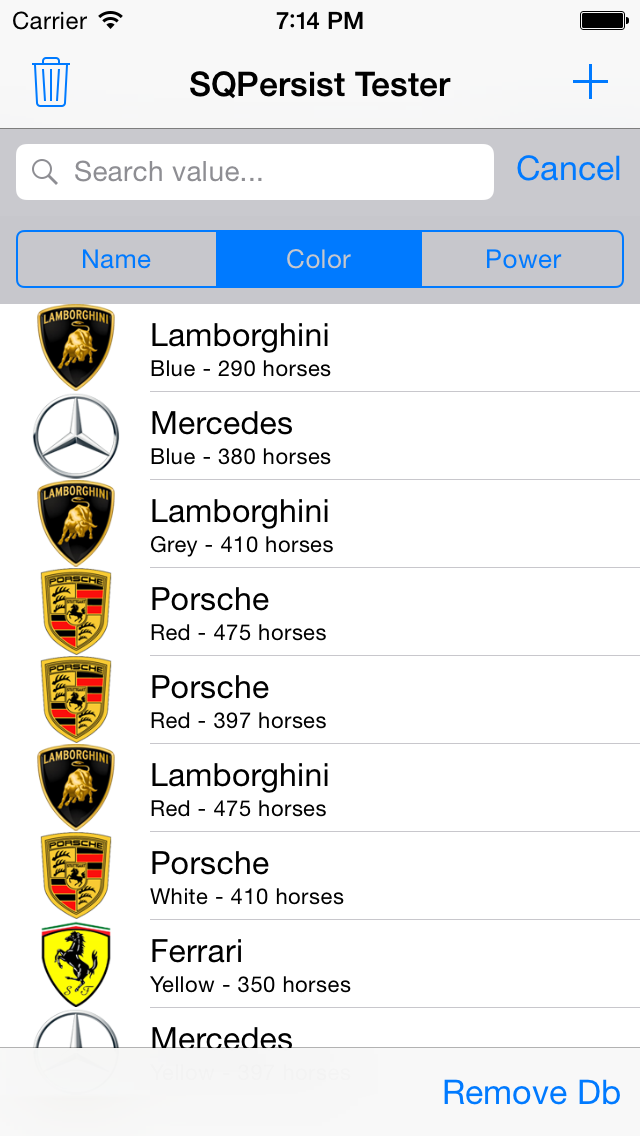 Carrier 7:14 PM
SQPersist Tester
Search value... Cancel
Name Color Power
LAMBORGHINI
Lamborghini
Blue - 290 horses
Mercedes
Blue - 380 horses
LAMBORGHINI
Lamborghini
Grey - 410 horses
PORSCHE
Porsche
Red - 475 horses
PORSCHE
Porsche
Red - 397 horses
LAMBORGHINI
Lamborghini
Red - 475 horses
PORSCHE
Porsche
White - 410 horses
Ferrari
Yellow - 350 horses
S F
Mercedes
Yellow - 397 horses
Remove Db